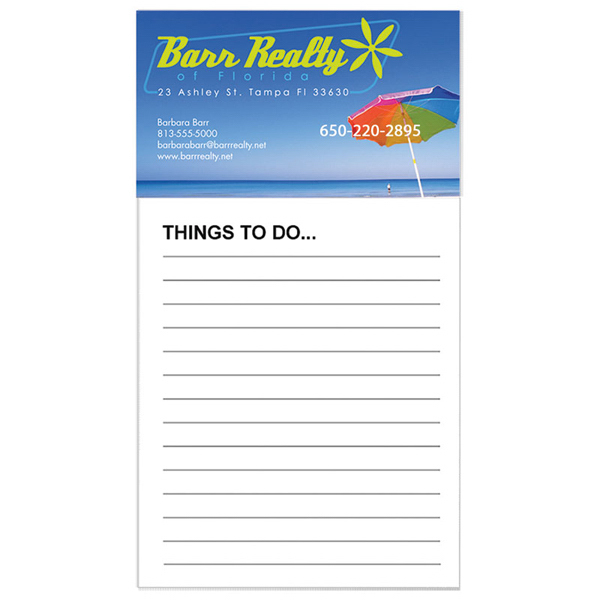 Barr Realty
of Florida
23 Ashley St. Tampa Fl 33630
Barbara Barr
813-555-5000
650-220-2895
barbarabarr@barrrealty.net
www.barrrealty.net
THINGS TO DO...